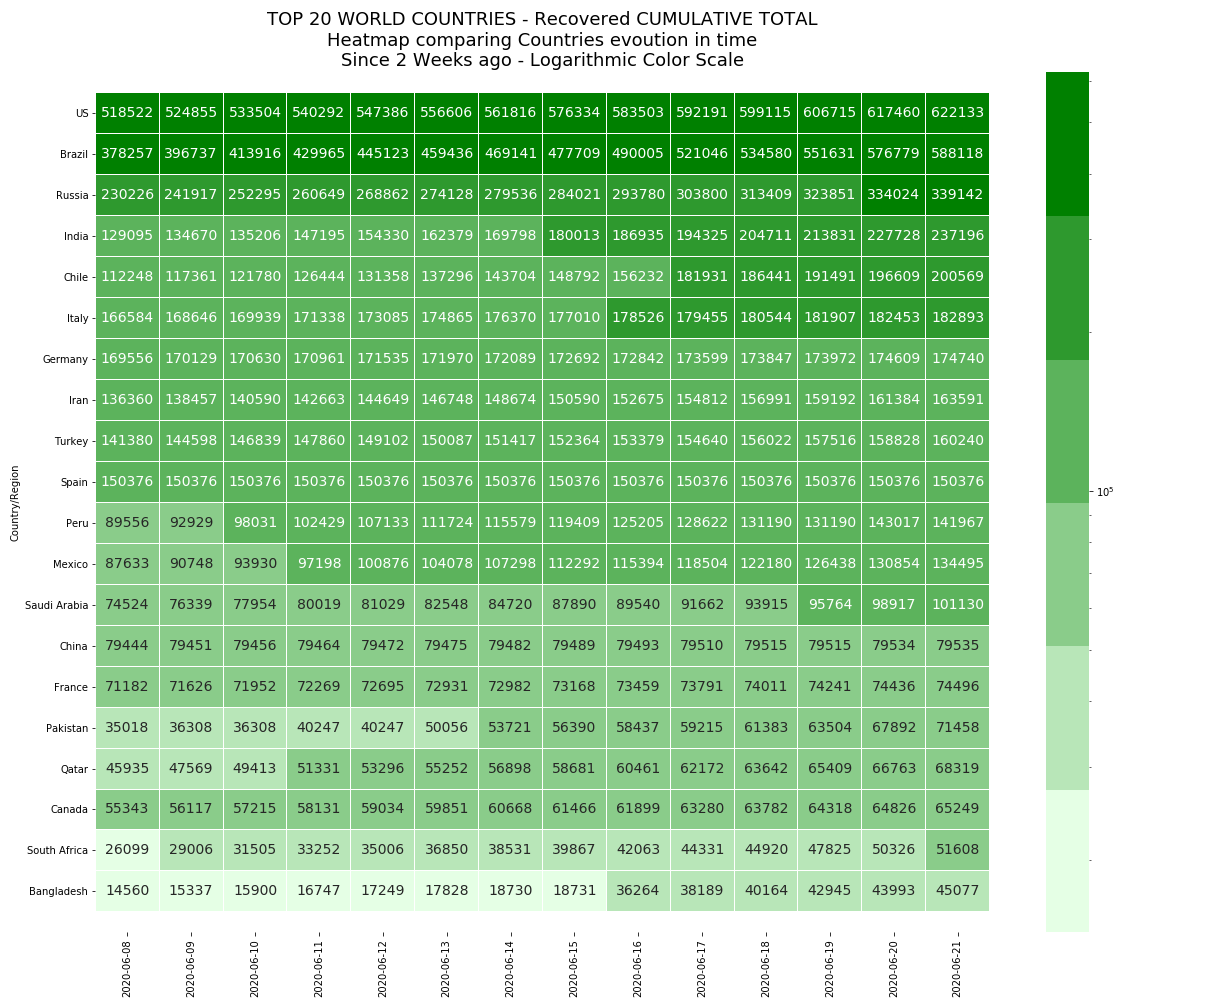 TOP 20 WORLD COUNTRIES - Recovered CUMULATIVE TOTAL
Heatmap comparing Countries evoution in time
Since 2 Weeks ago - Logarithmic Color Scale
Country/Region
US 518522 524855 533504 540292 547386 556606 561816 576334 583503 592191 599115 606715 617460 622133
Brazil 378257 396737 413916 429965 445123 459436 469141 477709 490005 521046 534580 551631 576779 588118
Russia 230226 241917 252295 260649 268862 274128 279536 284021 293780 303800 313409 323851 334024 339142
India 129095 134670 135206 147195 154330 162379 169798 180013 186935 194325 204711 213831 227728 237196
Chile 112248 117361 121780 126444 131358 137296 143704 148792 156232 181931 186441 191491 196609 200569
Italy 166584 168646 169939 171338 173085 174865 176370 177010 178526 179455 180544 181907 182453 182893
Germany 169556 170129 170630 170961 171535 171970 172089 172692 172842 173599 173847 173972 174609 174740
Iran 136360 138457 140590 142663 144649 146748 148674 150590 152675 154812 156991 159192 161384 163591
Turkey 141380 144598 146839 147860 149102 150087 151417 152364 153379 154640 156022 157516 158828 160240
Spain 150376 150376 150376 150376 150376 150376 150376 150376 150376 150376 150376 150376 150376 150376
Peru 89556 92929 98031 102429 107133 111724 115579 119409 125205 128622 131190 131190 143017 141967
Mexico 87633 90748 93930 97198 100876 104078 107298 112292 115394 118504 122180 126438 130854 134495
Saudi Arabia 74524 76339 77954 80019 81029 82548 84720 87890 89540 91662 93915 95764 98917 101130
China 79444 79451 79456 79464 79472 79475 79482 79489 79493 79510 79515 79515 79534 79535
France 71182 71626 71952 72269 72695 72931 72982 73168 73459 73791 74011 74241 74436 74496
Pakistan 35018 36308 36308 40247 40247 50056 53721 56390 58437 59215 61383 63504 67892 71458
Qatar 45935 47569 49413 51331 53296 55252 56898 58681 60461 62172 63642 65409 66763 68319
Canada 55343 56117 57215 58131 59034 59851 60668 61466 61899 63280 63782 64318 64826 65249
South Africa 26099 29006 31505 33252 35006 36850 38531 39867 42063 44331 44920 47825 50326 51608
Bangladesh 14560 15337 15900 16747 17249 17828 18730 18731 36264 38189 40164 42945 43993 45077
2020-06-08 2020-06-09 2020-06-10 2020-06-11 2020-06-12 2020-06-13 2020-06-14 2020-06-15 2020-06-16 2020-06-17 2020-06-18 2020-06-19 2020-06-20 2020-06-21
10⁵